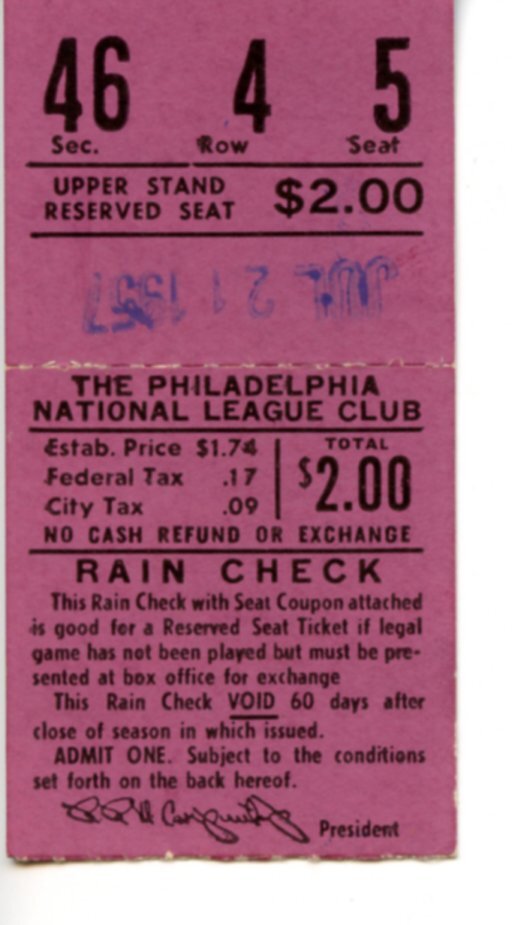 46 4 5
Sec. Row Seat
UPPER STAND
RESERVED SEAT $2.00
JUL 21 1957
THE PHILADELPHIA
NATIONAL LEAGUE CLUB
Estab. Price $1.74
Federal Tax .17
City Tax .09
TOTAL
$2.00
NO CASH REFUND OR EXCHANGE
RAIN CHECK
This Rain Check with Seat Coupon attached
is good for a Reserved Seat Ticket if legal
game has not been played but must be pre-
sented at box office for exchange
This Rain Check VOID 60 days after
close of season in which issued.
ADMIT ONE. Subject to the conditions
set forth on the back hereof.
President